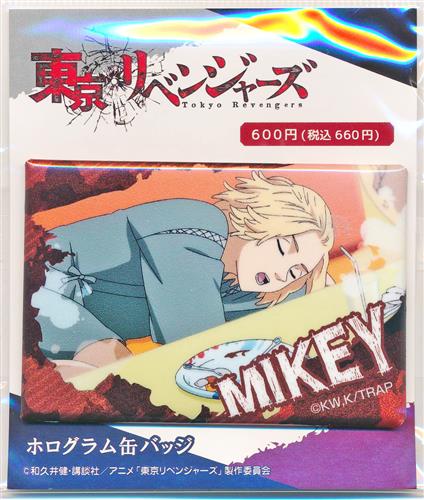 東京リベンジャーズ
Tokyo Revengers
600円(税込 660円)
MIKEY
©KW,K/TRAP
ホログラム缶バッジ
©和久井健・講談社／アニメ「東京リベンジャーズ」製作委員会